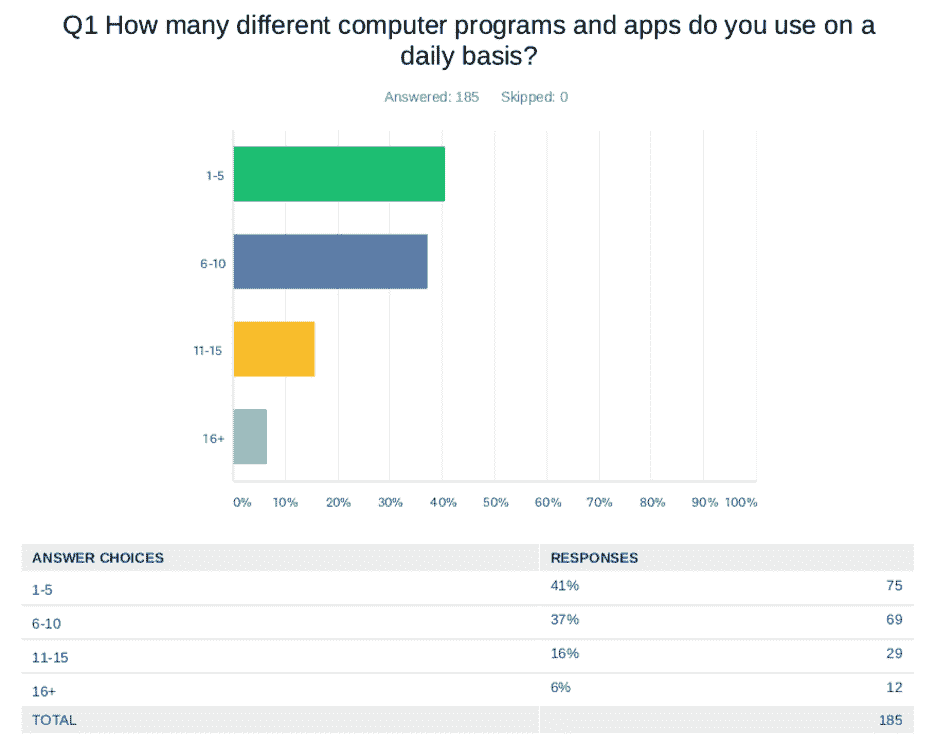 Q1 How many different computer programs and apps do you use on a
daily basis?
Answered: 185 Skipped: 0
1-5
6-10
11-15
16+
0% 10% 20% 30% 40% 50% 60% 70% 80% 90% 100%
ANSWER CHOICES RESPONSES
1-5 41% 75
6-10 37% 69
11-15 16% 29
16+ 6% 12
TOTAL 185